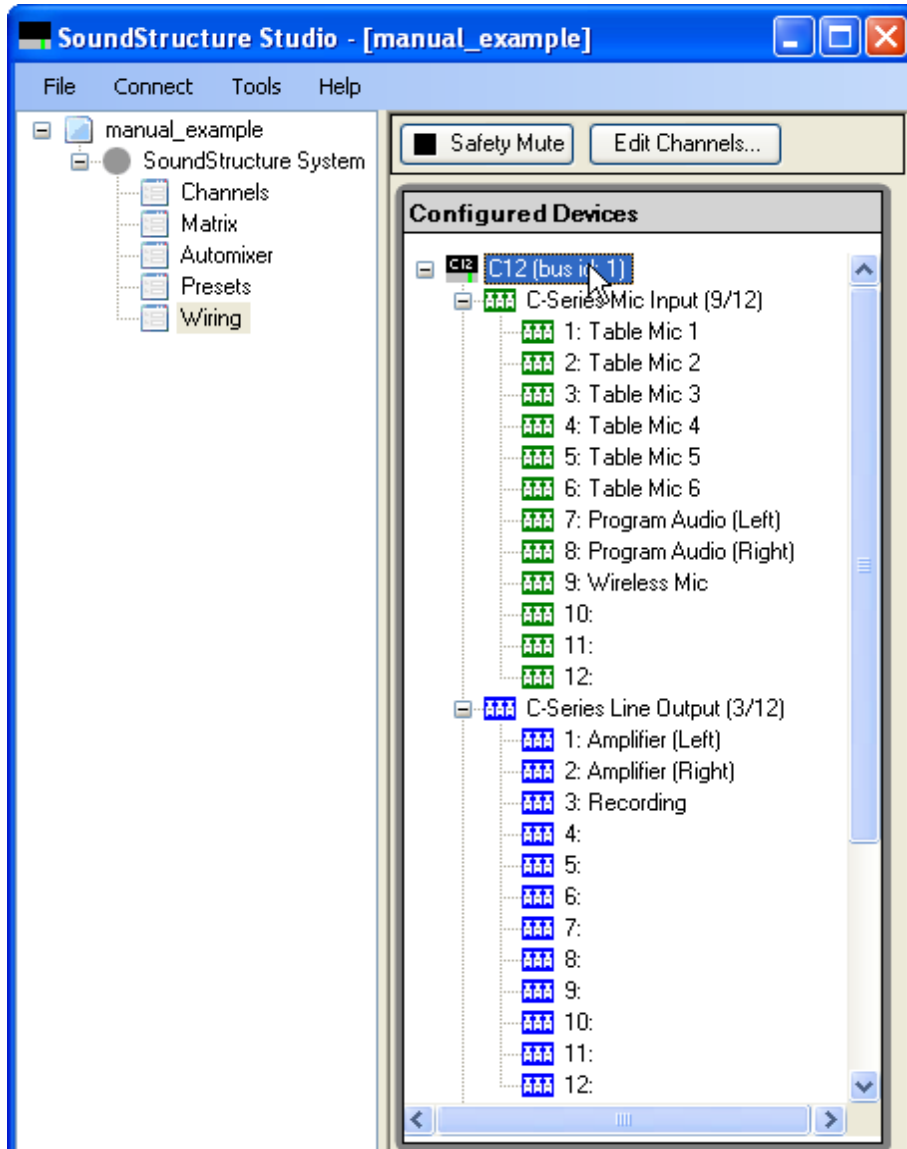 SoundStructure Studio - [manual_example]
File Connect Tools Help
manual_example
SoundStructure System
Channels
Matrix
Automixer
Presets
Wiring
Safety Mute Edit Channels...
Configured Devices
C12 C12 (bus id: 1)
C-Series Mic Input (9/12)
1: Table Mic 1
2: Table Mic 2
3: Table Mic 3
4: Table Mic 4
5: Table Mic 5
6: Table Mic 6
7: Program Audio (Left)
8: Program Audio (Right)
9: Wireless Mic
10:
11:
12:
C-Series Line Output (3/12)
1: Amplifier (Left)
2: Amplifier (Right)
3: Recording
4:
5:
6:
7:
8:
9:
10:
11:
12: